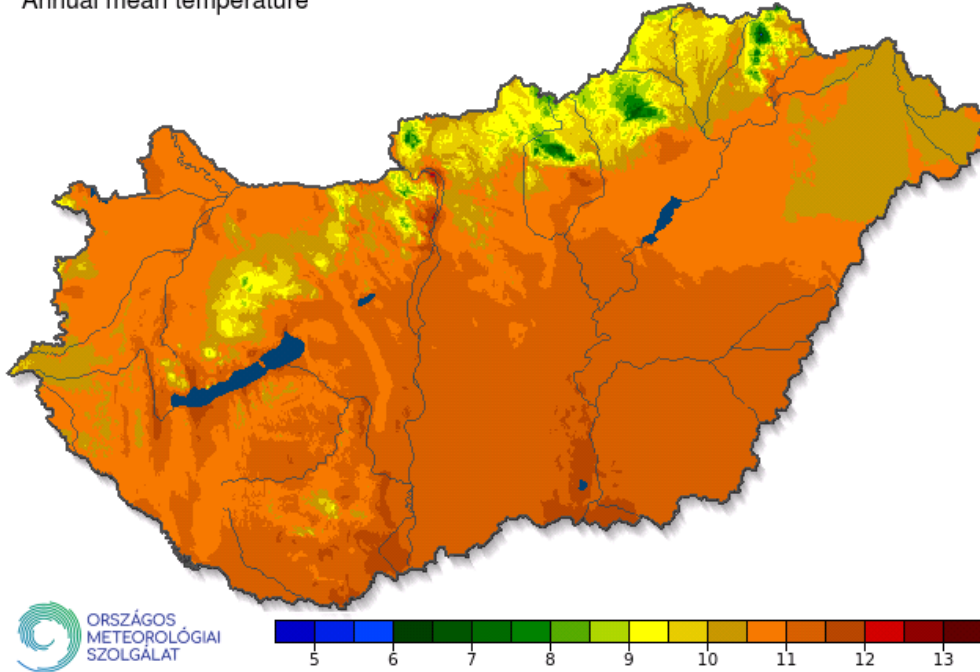 Annual mean temperature
ORSZÁGOS
METEOROLÓGIAI
SZOLGÁLAT
5 6 7 8 9 10 11 12 13